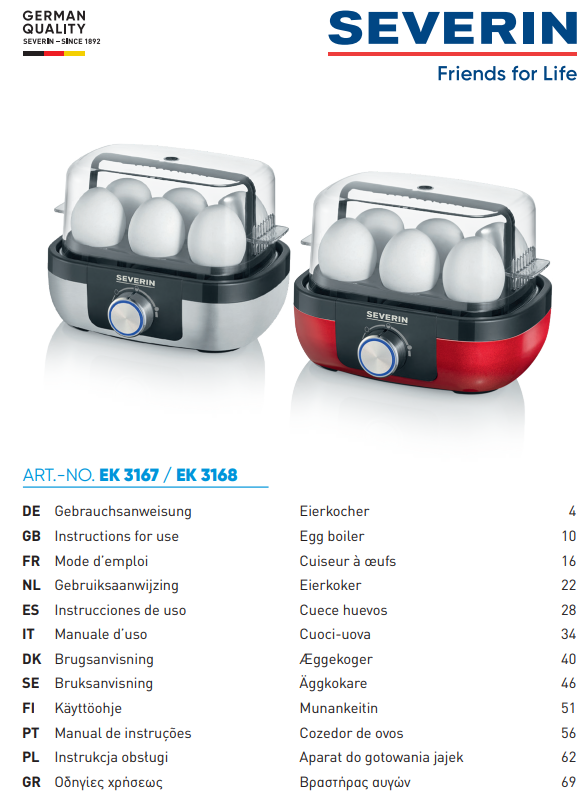 GERMAN
QUALITY
SEVERIN – SINCE 1892
SEVERIN
Friends for Life
SEVERIN
SEVERIN
ART.-NO. EK 3167 / EK 3168
DE Gebrauchsanweisung Eierkocher 4
GB Instructions for use Egg boiler 10
FR Mode d'emploi Cuiseur à œufs 16
NL Gebruiksaanwijzing Eierkoker 22
ES Instrucciones de uso Cuece huevos 28
IT Manuale d'uso Cuoci-uova 34
DK Brugsanvisning Æggekoger 40
SE Bruksanvisning Äggkokare 46
FI Käyttöohje Munankeitin 51
PT Manual de instruções Cozedor de ovos 56
PL Instrukcja obsługi Aparat do gotowania jajek 62
GR Οδηγίες χρήσεως Βραστήρας αυγών 69